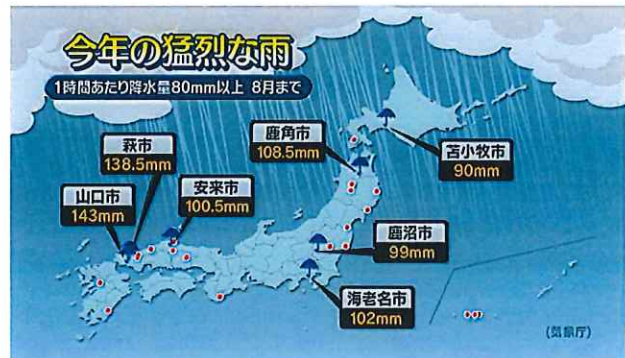 今年の猛烈な雨
1時間あたり降水量80mm以上 8月まで
鹿角市
108.5mm
苫小牧市
90mm
萩市
138.5mm
安来市
100.5mm
山口市
143mm
鹿沼市
99mm
海老名市
102mm
(気象庁)